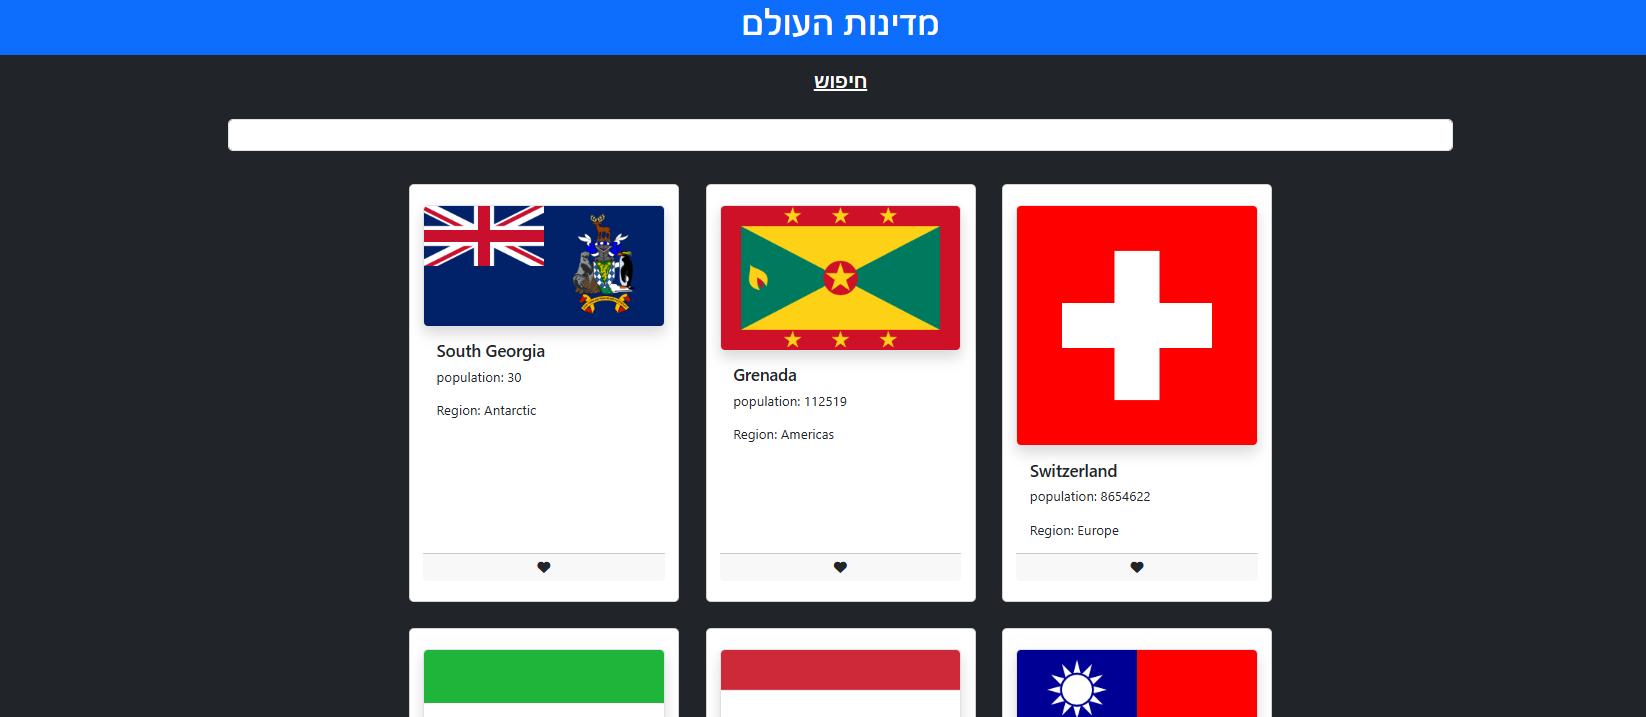 מדינות העולם
חיפוש
South Georgia
population: 30
Region: Antarctic
Grenada
population: 112519
Region: Americas
Switzerland
population: 8654622
Region: Europe